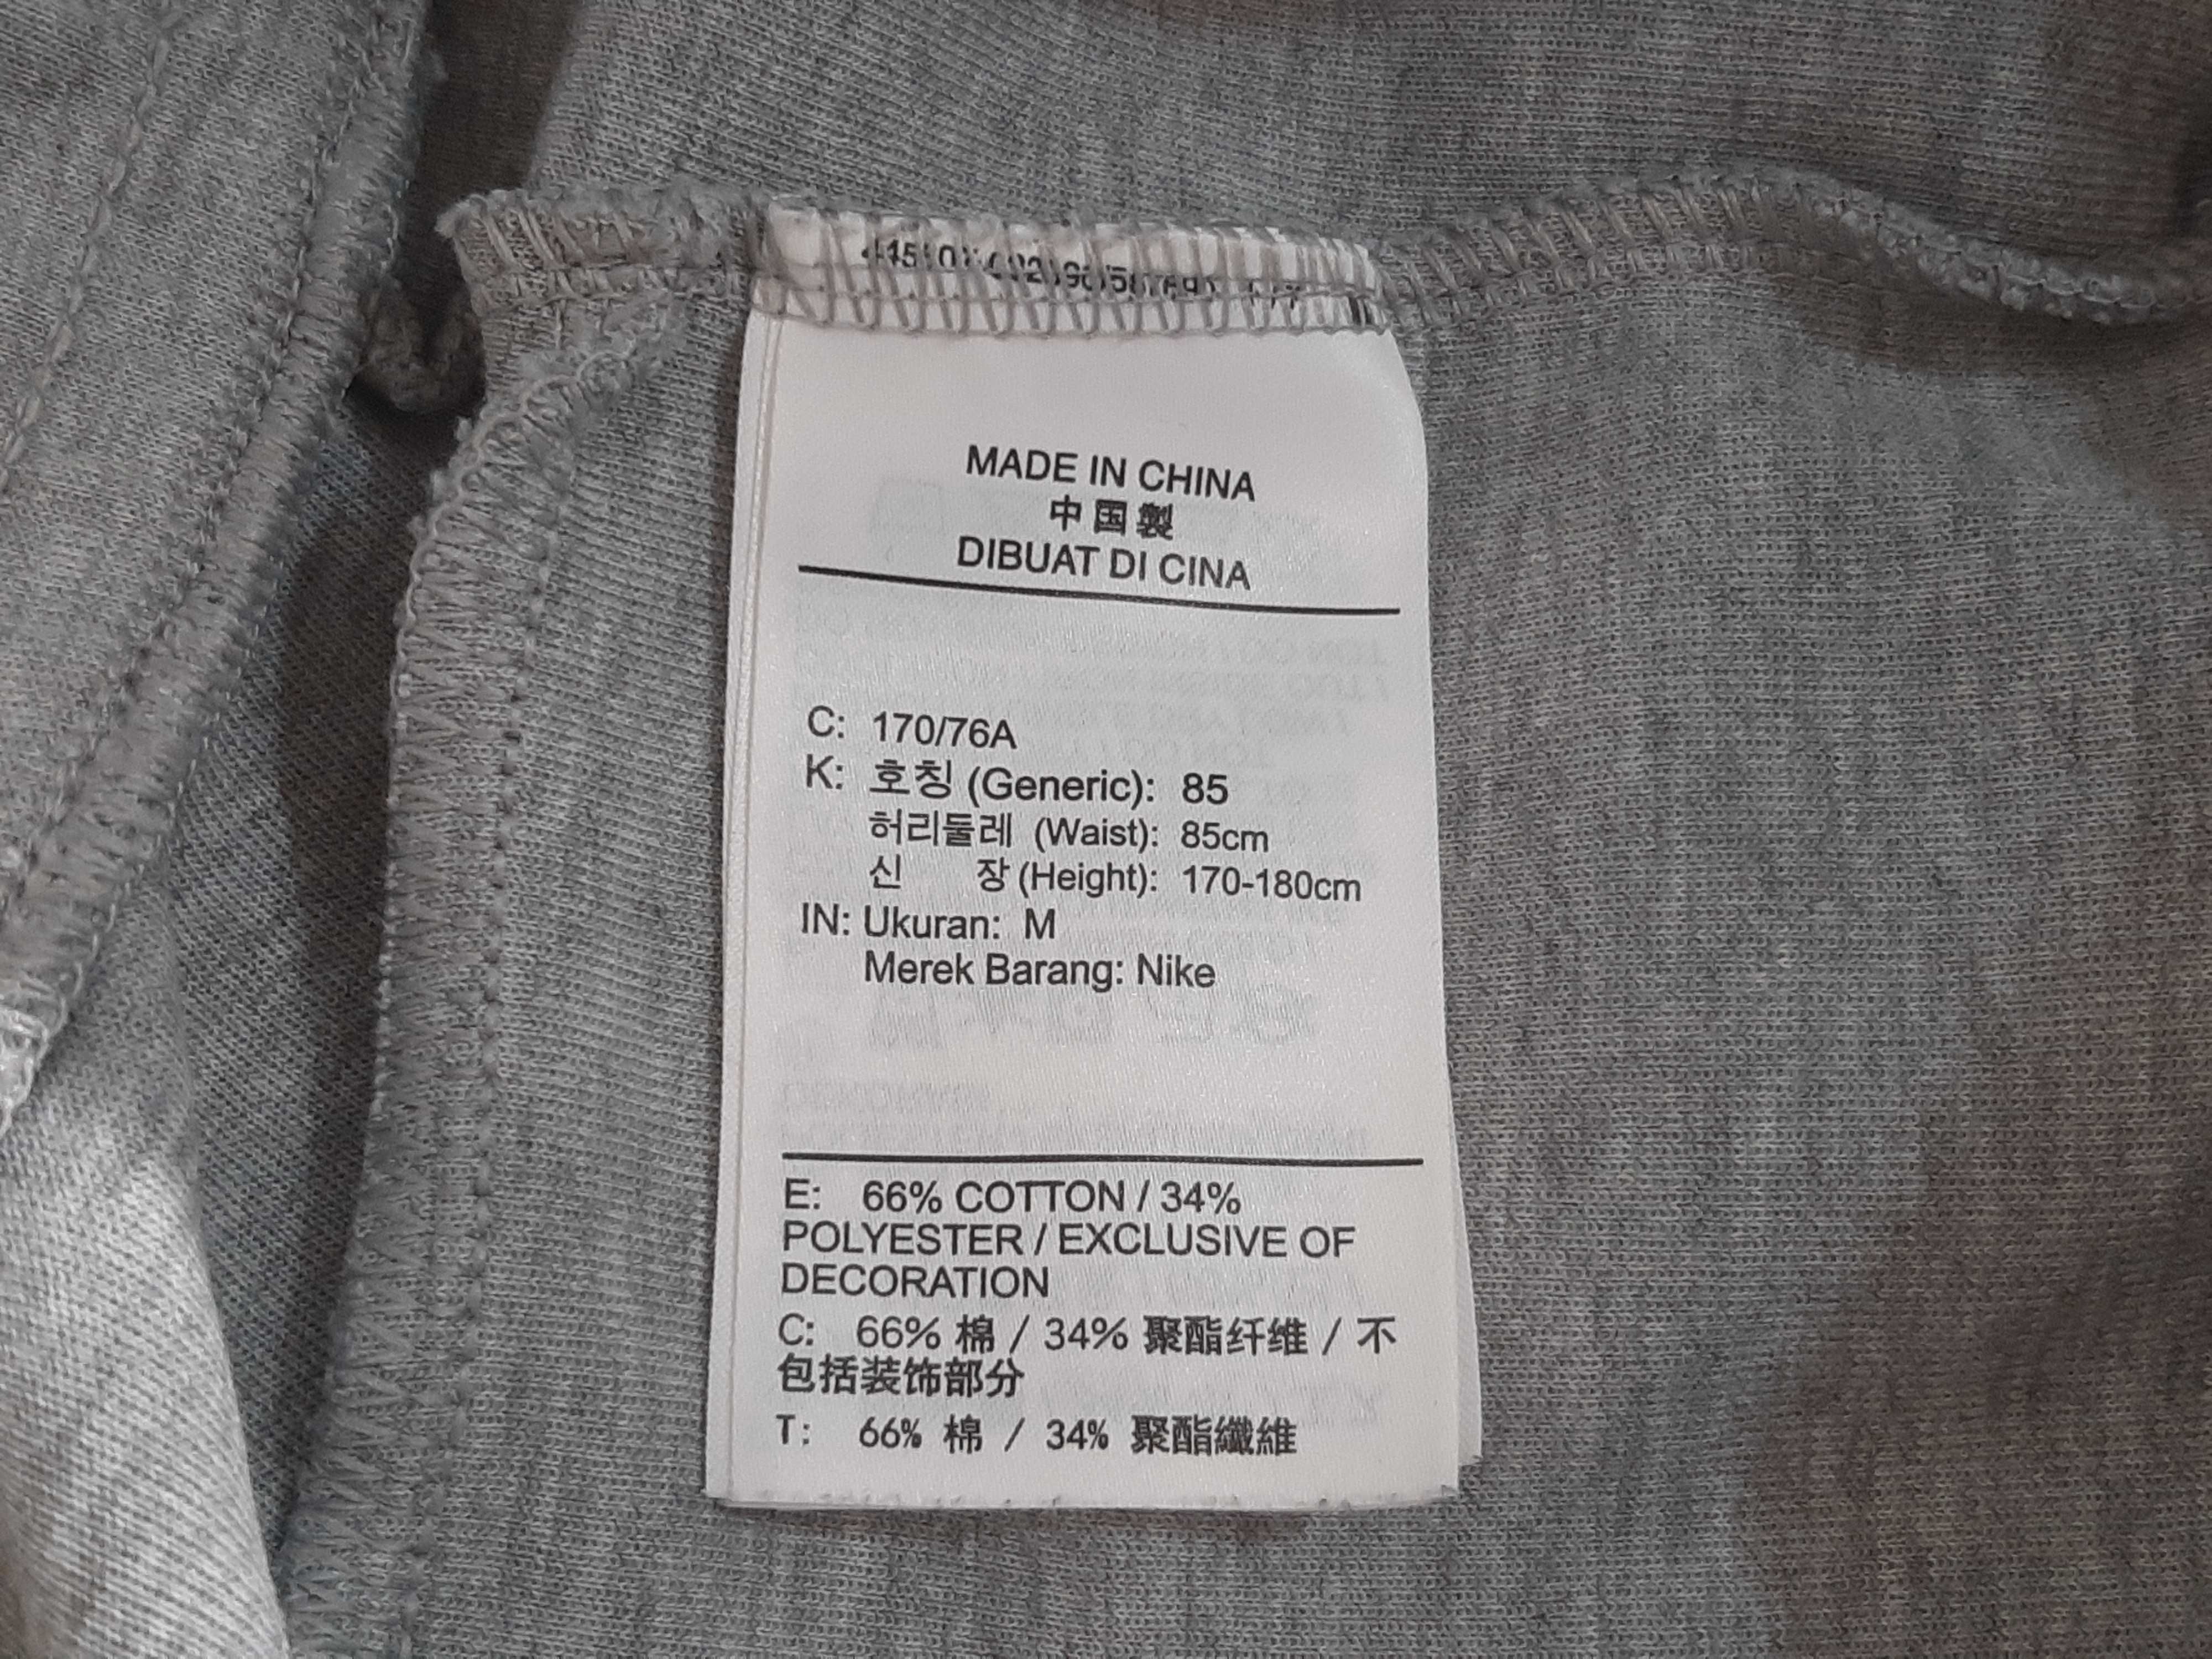 MADE IN CHINA
中国製
DIBUAT DI CINA
C: 170/76A
K: 호칭 (Generic): 85
허리둘레 (Waist): 85cm
신 장 (Height): 170-180cm
IN: Ukuran: M
Merek Barang: Nike
E: 66% COTTON / 34%
POLYESTER / EXCLUSIVE OF
DECORATION
C: 66% 棉 / 34% 聚酯纤维 / 不
包括装饰部分
T: 66% 棉 / 34% 聚酯纖維